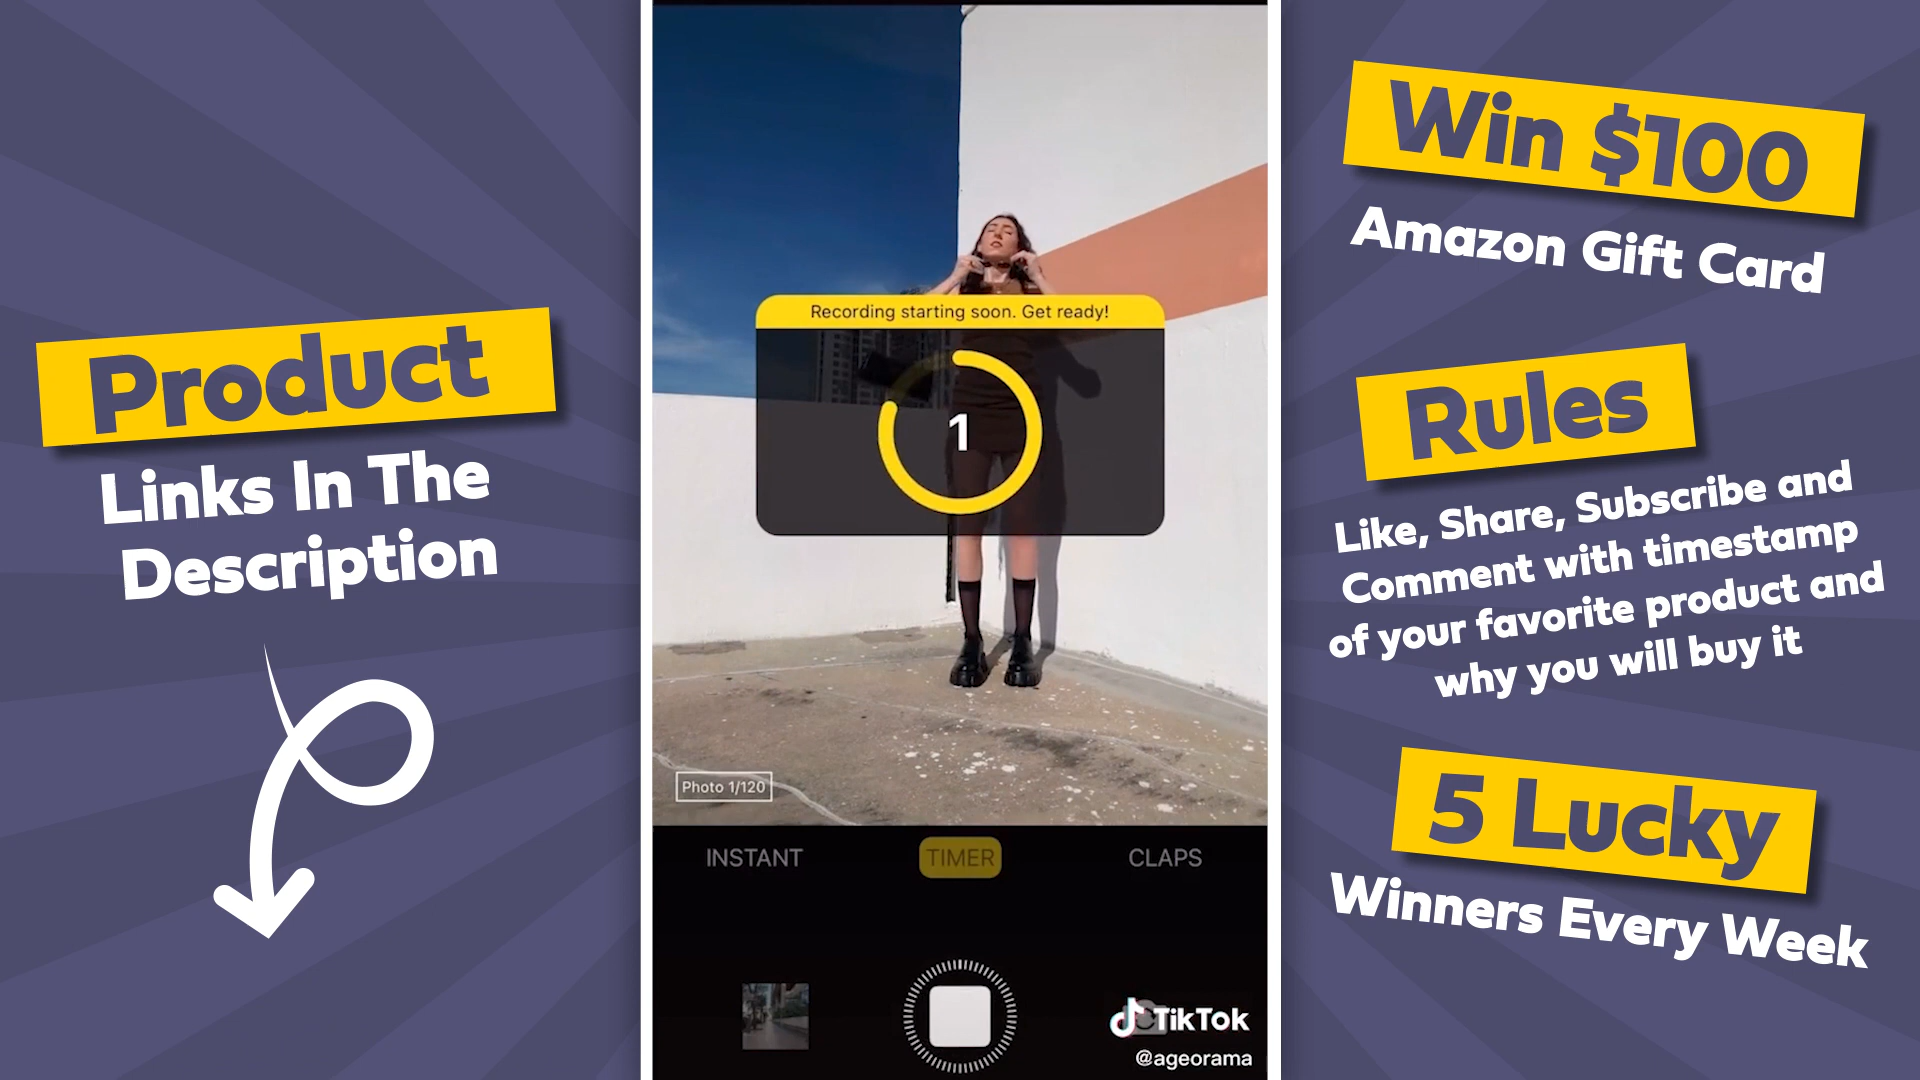 Product
Links In The
Description
Recording starting soon. Get ready!
1
Photo 1/120
INSTANT
TIMER
CLAPS
TikTok
@ageorama
Win $100
Amazon Gift Card
Rules
Like, Share, Subscribe and
Comment with timestamp
of your favorite product and
why you will buy it
5 Lucky
Winners Every Week